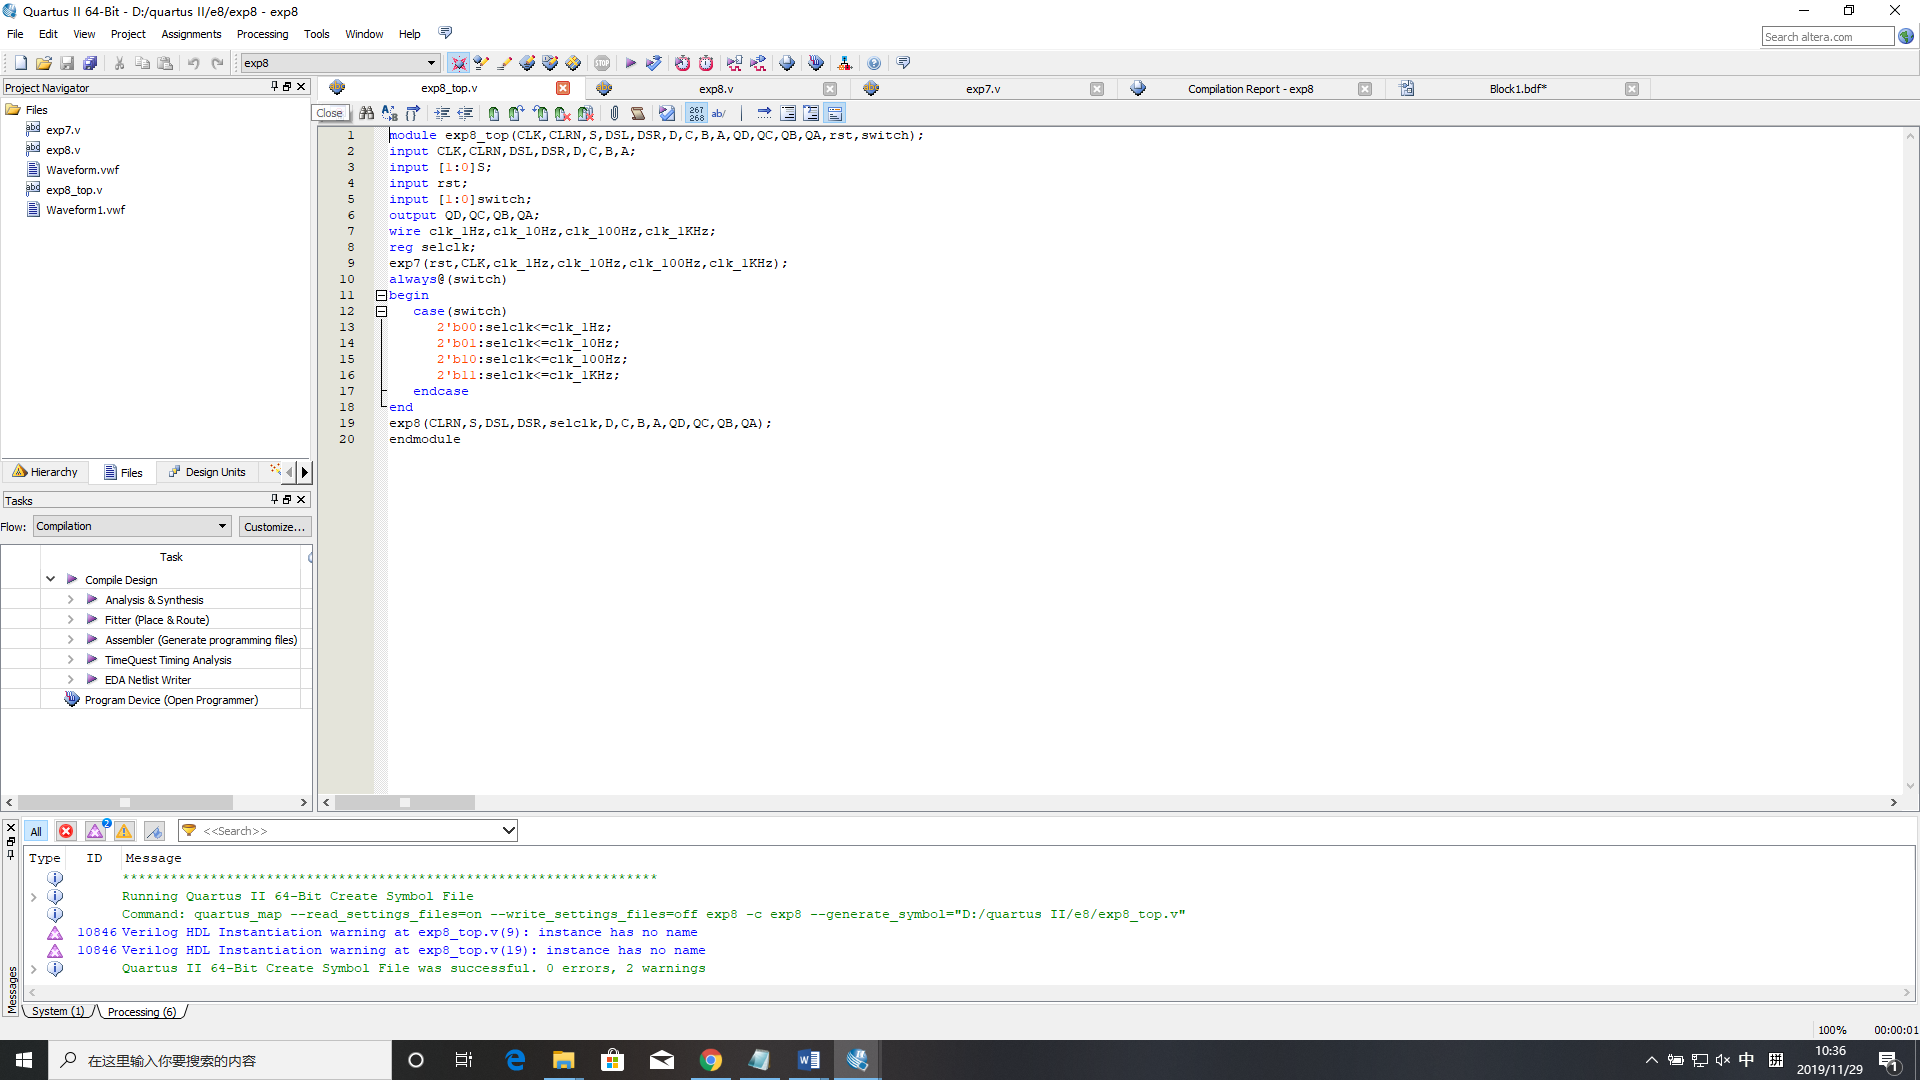 Quartus II 64-Bit - D:/quartus II/e8/exp8 - exp8
File Edit View Project Assignments Processing Tools Window Help
Search altera.com
exp8
Project Navigator
exp8_top.v
exp8.v
exp7.v
Compilation Report - exp8
Block1.bdf*
Close
267
268
ab/
Files
exp7.v
exp8.v
Waveform.vwf
exp8_top.v
Waveform1.vwf
Hierarchy Files Design Units
Tasks
Flow: Compilation Customize...
Task
Compile Design
Analysis & Synthesis
Fitter (Place & Route)
Assembler (Generate programming files)
TimeQuest Timing Analysis
EDA Netlist Writer
Program Device (Open Programmer)
1 module exp8_top(CLK,CLRN,S,DSL,DSR,D,C,B,A,QD,QC,QB,QA,rst,switch);
2 input CLK,CLRN,DSL,DSR,D,C,B,A;
3 input [1:0]S;
4 input rst;
5 input [1:0]switch;
6 output QD,QC,QB,QA;
7 wire clk_1Hz,clk_10Hz,clk_100Hz,clk_1KHz;
8 reg selclk;
9 exp7(rst,CLK,clk_1Hz,clk_10Hz,clk_100Hz,clk_1KHz);
10 always@(switch)
11 begin
12 case(switch)
13 2'b00:selclk<=clk_1Hz;
14 2'b01:selclk<=clk_10Hz;
15 2'b10:selclk<=clk_100Hz;
16 2'b11:selclk<=clk_1KHz;
17 endcase
18 end
19 exp8(CLRN,S,DSL,DSR,selclk,D,C,B,A,QD,QC,QB,QA);
20 endmodule
All 2 <<Search>>
Type ID Message
*******************************************************************
Running Quartus II 64-Bit Create Symbol File
Command: quartus_map --read_settings_files=on --write_settings_files=off exp8 -c exp8 --generate_symbol="D:/quartus II/e8/exp8_top.v"
10846 Verilog HDL Instantiation warning at exp8_top.v(9): instance has no name
10846 Verilog HDL Instantiation warning at exp8_top.v(19): instance has no name
Quartus II 64-Bit Create Symbol File was successful. 0 errors, 2 warnings
Messages
System (1) Processing (6)
100% 00:00:01
在这里输入你要搜索的内容
中
拼
10:36
2019/11/29
1